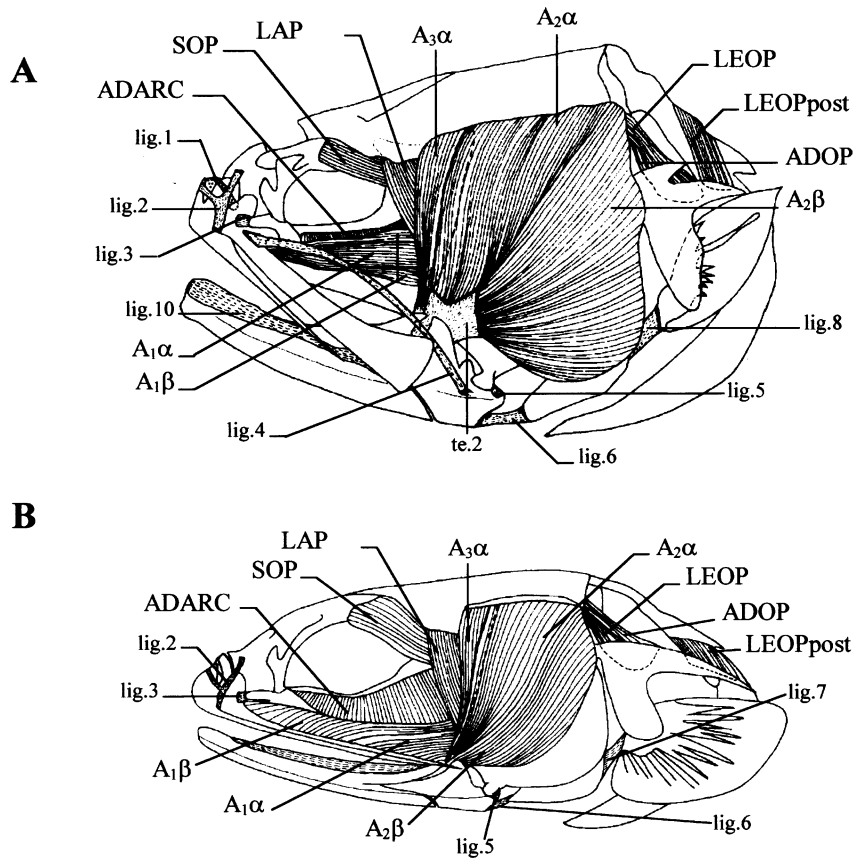 A
SOP
LAP
A₃α
A₂α
LEOP
LEOPpost
ADARC
lig.1
ADOP
lig.2
A₂β
lig.3
lig.10
lig.8
A₁α
A₁β
lig.5
lig.4
te.2
lig.6
B
LAP
A₃α
A₂α
SOP
LEOP
ADARC
ADOP
lig.2
LEOPpost
lig.3
lig.7
A₁β
A₁α
A₂β
lig.5
lig.6